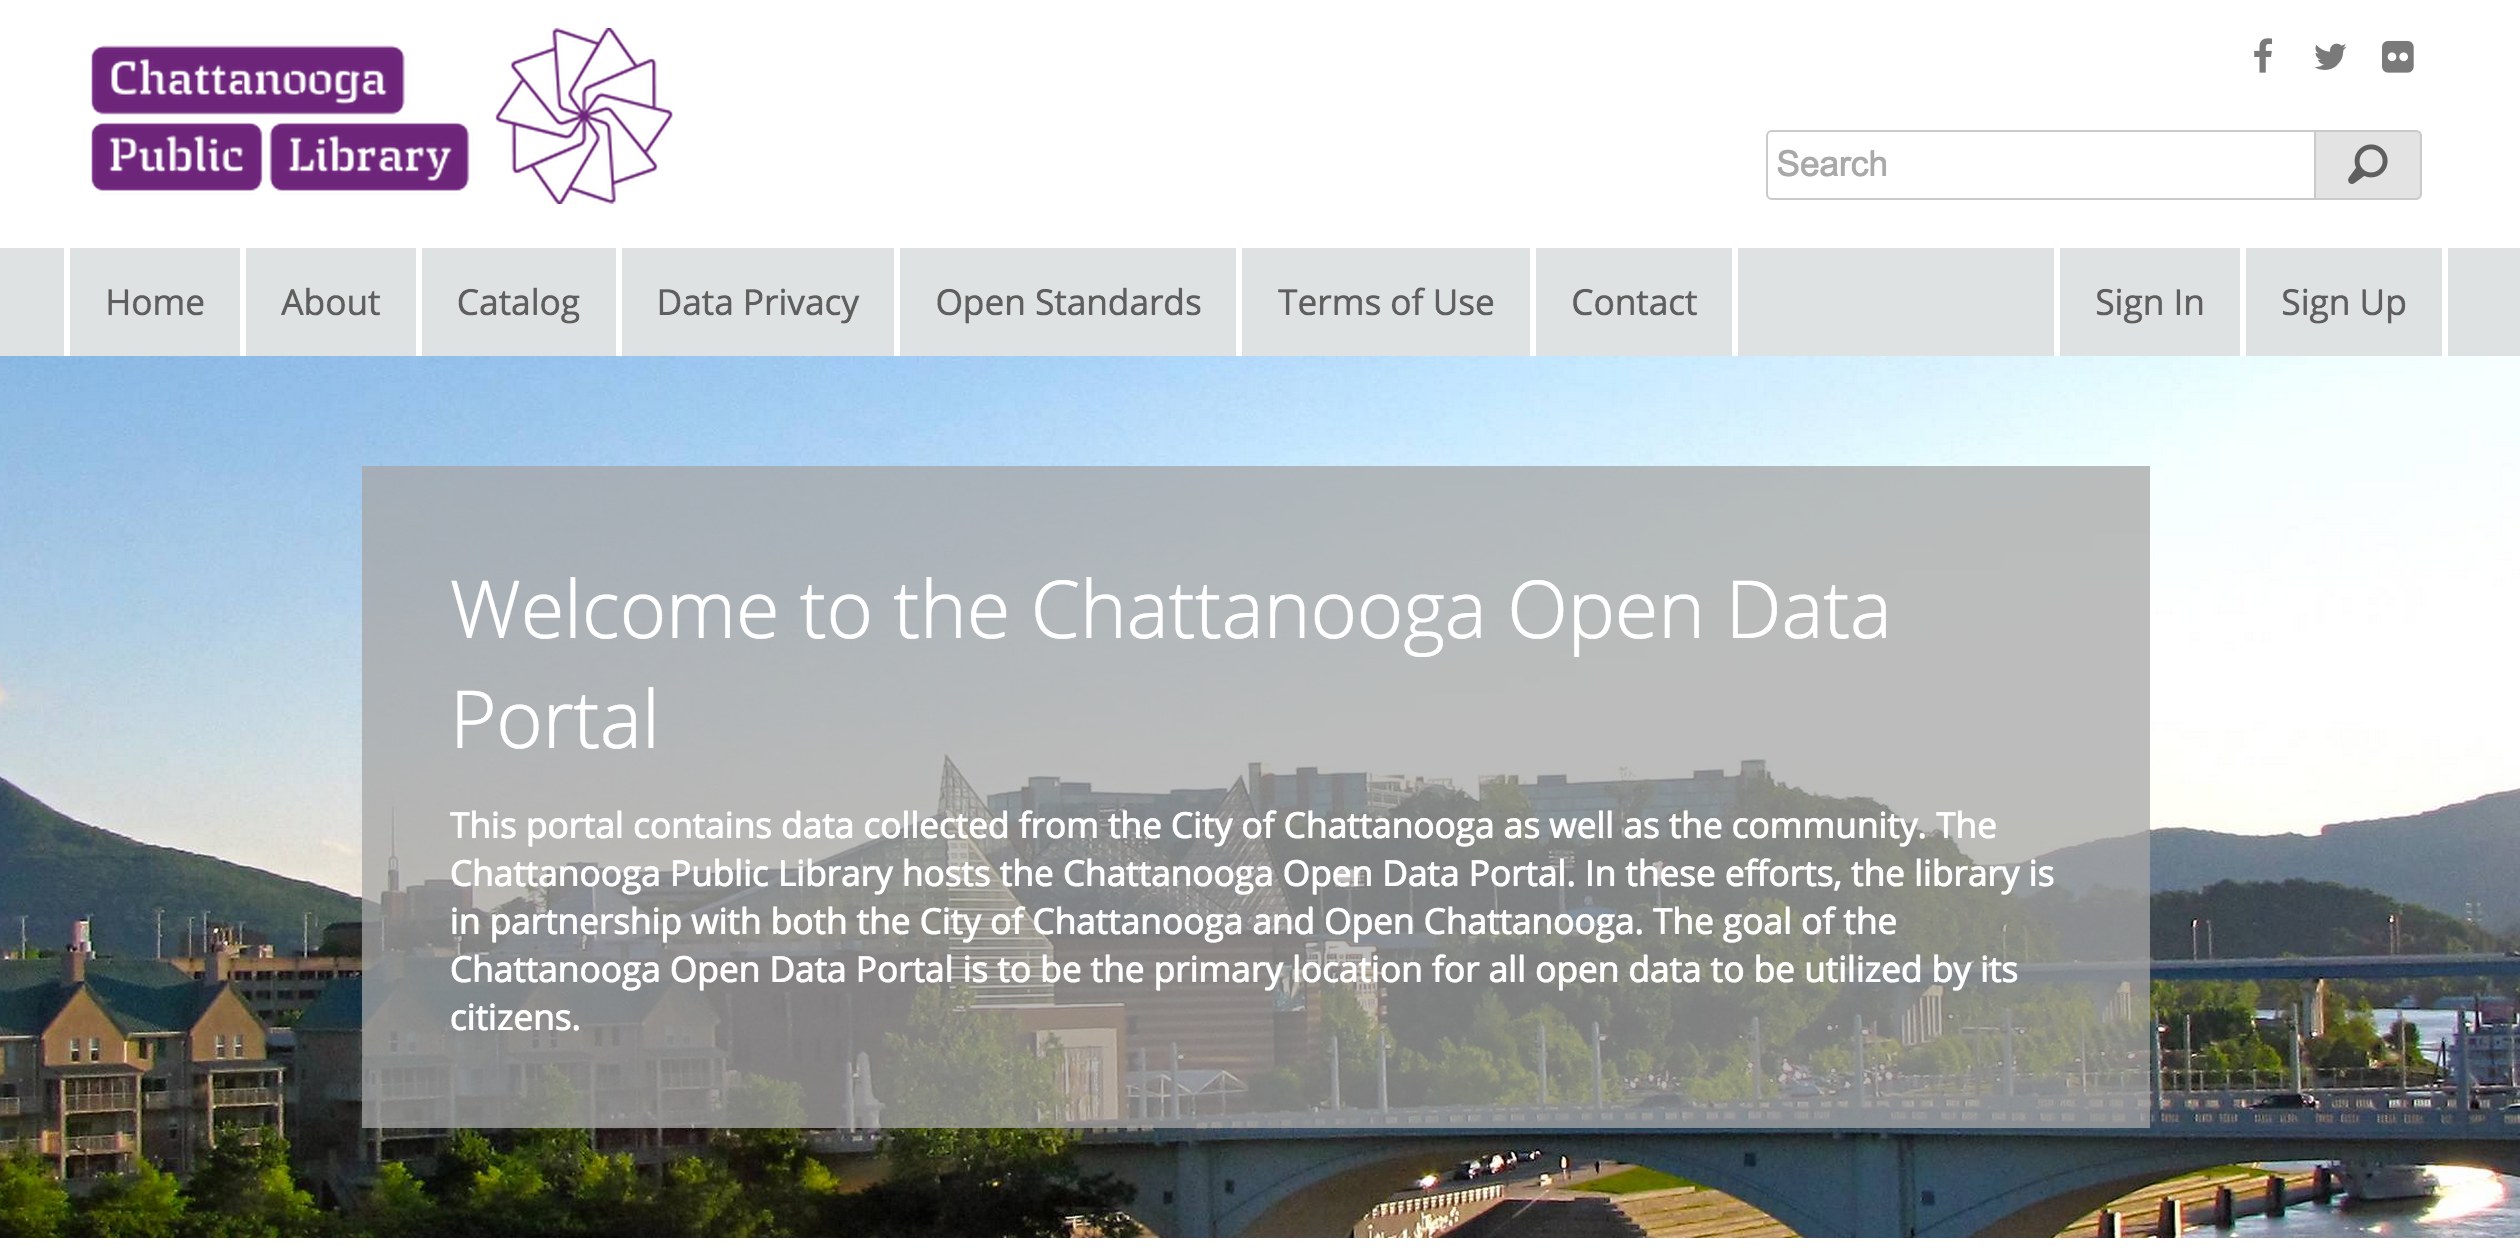 Chattanooga
Public Library
Search
Home About Catalog Data Privacy Open Standards Terms of Use Contact Sign In Sign Up
Welcome to the Chattanooga Open Data
Portal
This portal contains data collected from the City of Chattanooga as well as the community. The
Chattanooga Public Library hosts the Chattanooga Open Data Portal. In these efforts, the library is
in partnership with both the City of Chattanooga and Open Chattanooga. The goal of the
Chattanooga Open Data Portal is to be the primary location for all open data to be utilized by its
citizens.